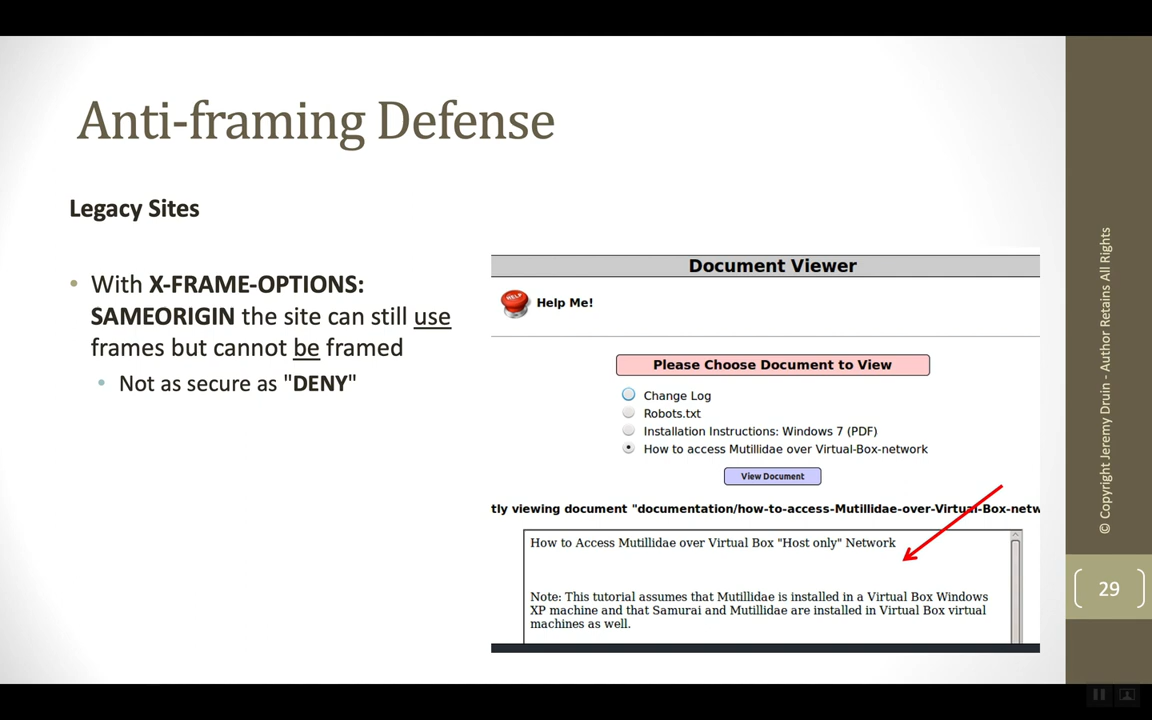 Anti-framing Defense
Legacy Sites
• With X-FRAME-OPTIONS:
SAMEORIGIN the site can still use
frames but cannot be framed
• Not as secure as "DENY"
Document Viewer
HELP
Help Me!
Please Choose Document to View
Change Log
Robots.txt
Installation Instructions: Windows 7 (PDF)
How to access Mutillidae over Virtual-Box-network
View Document
tly viewing document "documentation/how-to-access-Mutillidae-over-Virtual-Box-netw
How to Access Mutillidae over Virtual Box "Host only" Network
Note: This tutorial assumes that Mutillidae is installed in a Virtual Box Windows
XP machine and that Samurai and Mutillidae are installed in Virtual Box virtual
machines as well.
© Copyright Jeremy Druin - Author Retains All Rights
29